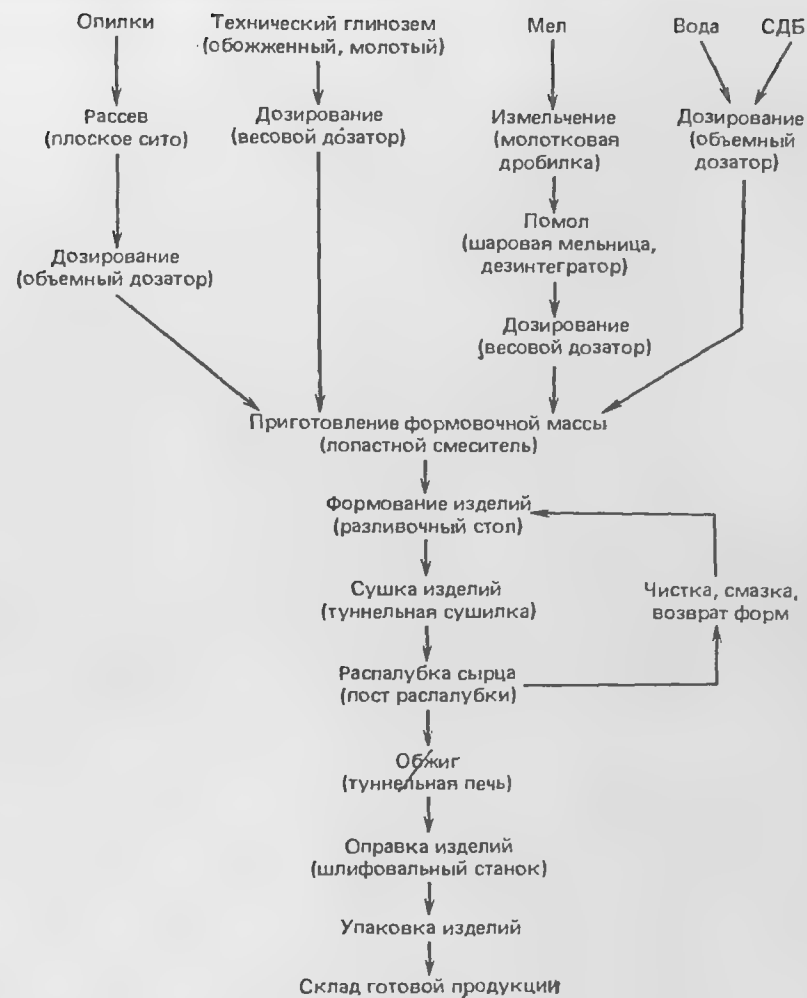 Опилки
Технический глинозем
(обожженный, молотый)
Мел
Вода
СДБ
Рассев
(плоское сито)
Дозирование
(весовой дозатор)
Измельчение
(молотковая
дробилка)
Дозирование
(объемный
дозатор)
Помол
(шаровая мельница,
дезинтегратор)
Дозирование
(объемный дозатор)
Дозирование
(весовой дозатор)
Приготовление формовочной массы
(лопастной смеситель)
Формование изделий
(разливочный стол)
Сушка изделий
(туннельная сушилка)
Чистка, смазка,
возврат форм
Распалубка сырца
(пост распалубки)
Обжиг
(туннельная печь)
Оправка изделий
(шлифовальный станок)
Упаковка изделий
Склад готовой продукции